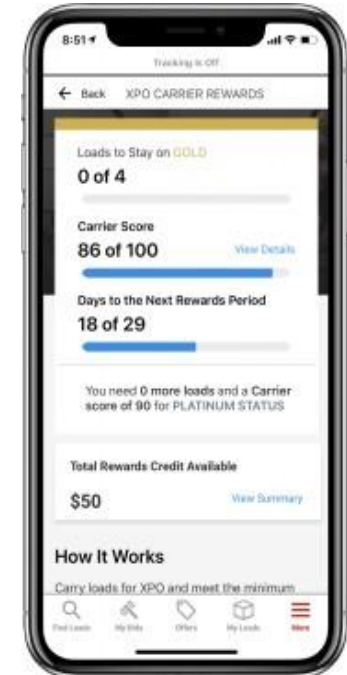 8:51
Tracking is Off
Back XPO CARRIER REWARDS
Loads to Stay on GOLD
0 of 4
Carrier Score
86 of 100 View Details
Days to the Next Rewards Period
18 of 29
You need 0 more loads and a Carrier
score of 90 for PLATINUM STATUS
Total Rewards Credit Available
$50 View Summary
How It Works
Carry loads for XPO and meet the minimum
Find Loads My Bids Offers My Loads More